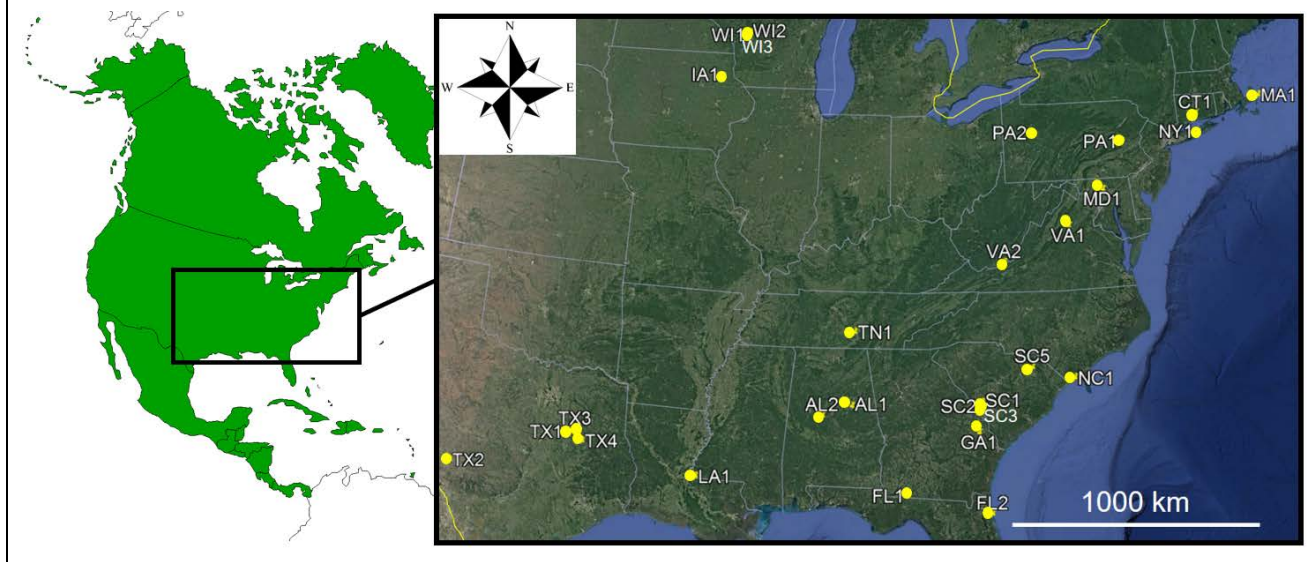 N
W E
S
WI1 WI2
WI3
IA1
MA1
CT1
NY1
PA2
PA1
MD1
VA1
VA2
TN1
SC5
NC1
SC1
SC2
SC3
AL2 AL1
GA1
TX3
TX1
TX4
TX2
LA1
FL1
FL2
1000 km